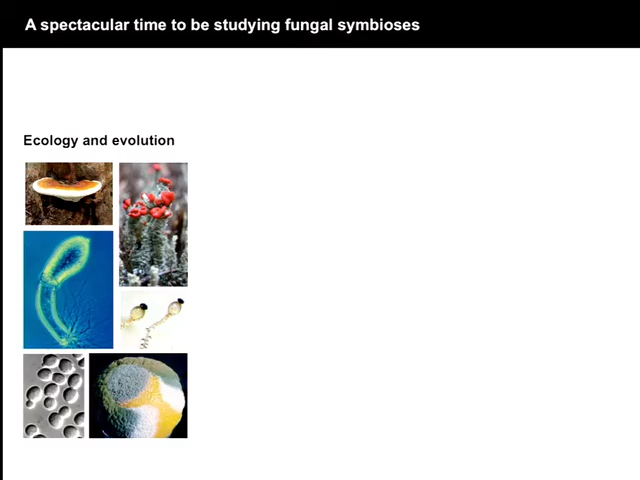 A spectacular time to be studying fungal symbioses
Ecology and evolution